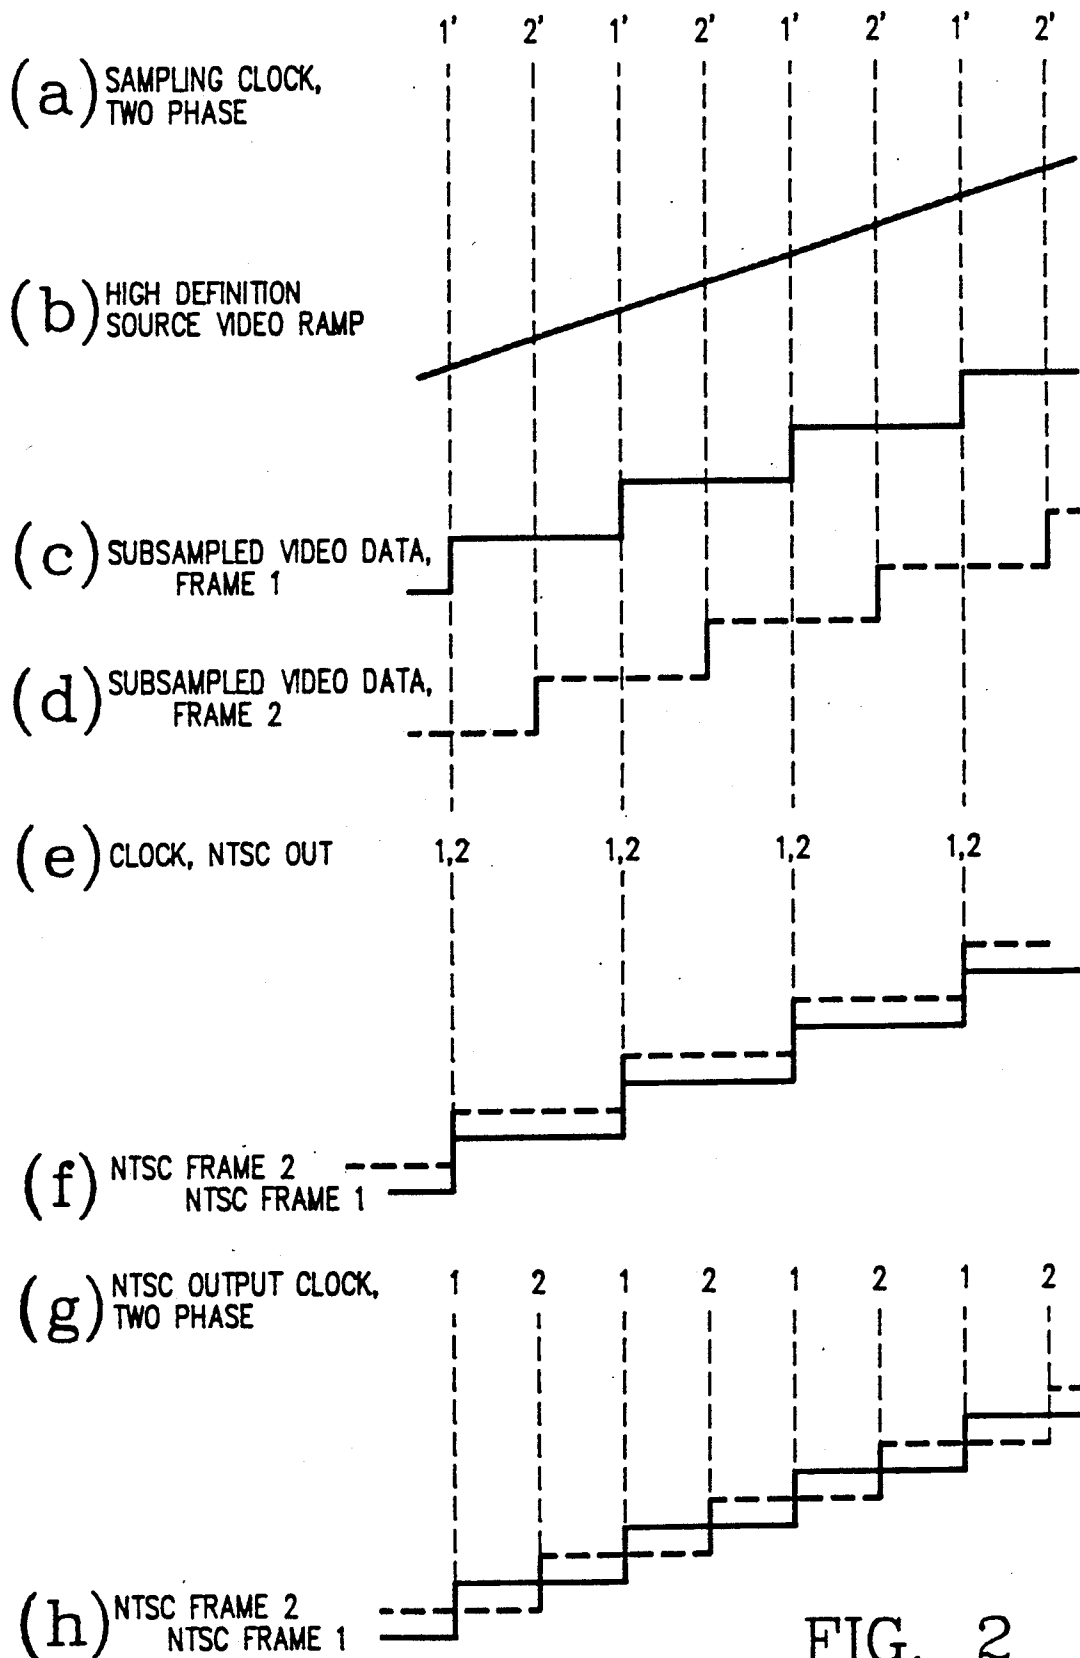 1' 2' 1' 2' 1' 2' 1' 2'
(a) SAMPLING CLOCK,
TWO PHASE
(b) HIGH DEFINITION
SOURCE VIDEO RAMP
(c) SUBSAMPLED VIDEO DATA,
FRAME 1
(d) SUBSAMPLED VIDEO DATA,
FRAME 2
(e) CLOCK, NTSC OUT 1,2 1,2 1,2 1,2
(f) NTSC FRAME 2
NTSC FRAME 1
(g) NTSC OUTPUT CLOCK, 1 2 1 2 1 2 1 2
TWO PHASE
(h) NTSC FRAME 2
NTSC FRAME 1
FIG. 2